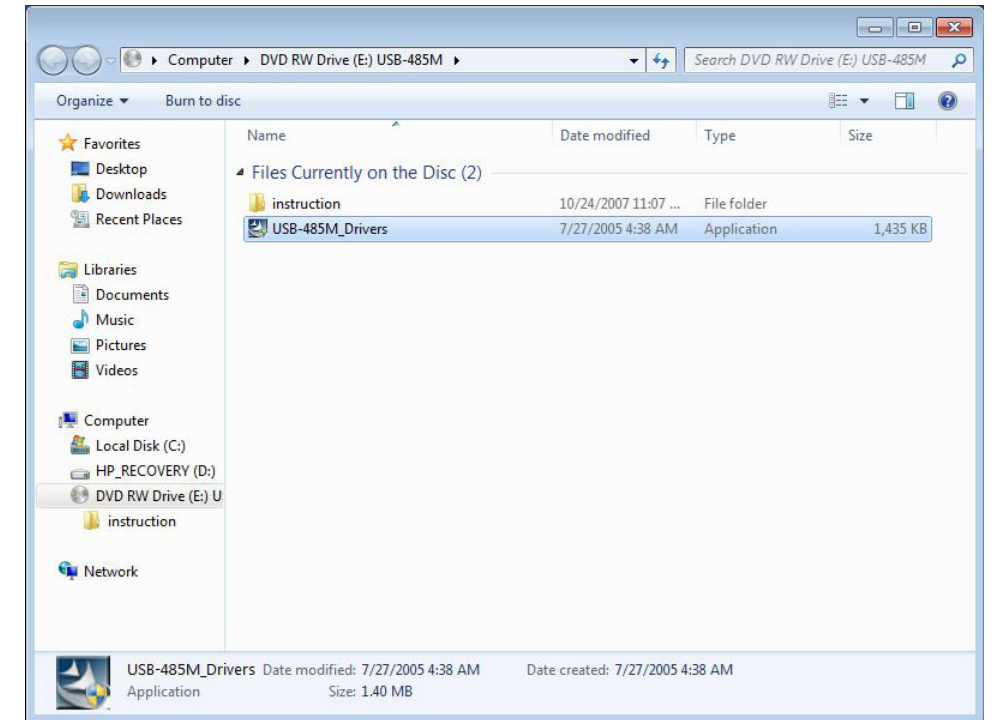 Computer ▸ DVD RW Drive (E:) USB-485M ▸
Search DVD RW Drive (E:) USB-485M
Organize Burn to disc
Name Date modified Type Size
Files Currently on the Disc (2)
instruction 10/24/2007 11:07 ... File folder
USB-485M_Drivers 7/27/2005 4:38 AM Application 1,435 KB
Favorites
Desktop
Downloads
Recent Places
Libraries
Documents
Music
Pictures
Videos
Computer
Local Disk (C:)
HP_RECOVERY (D:)
DVD RW Drive (E:) U
instruction
Network
USB-485M_Drivers Date modified: 7/27/2005 4:38 AM Date created: 7/27/2005 4:38 AM
Application Size: 1.40 MB